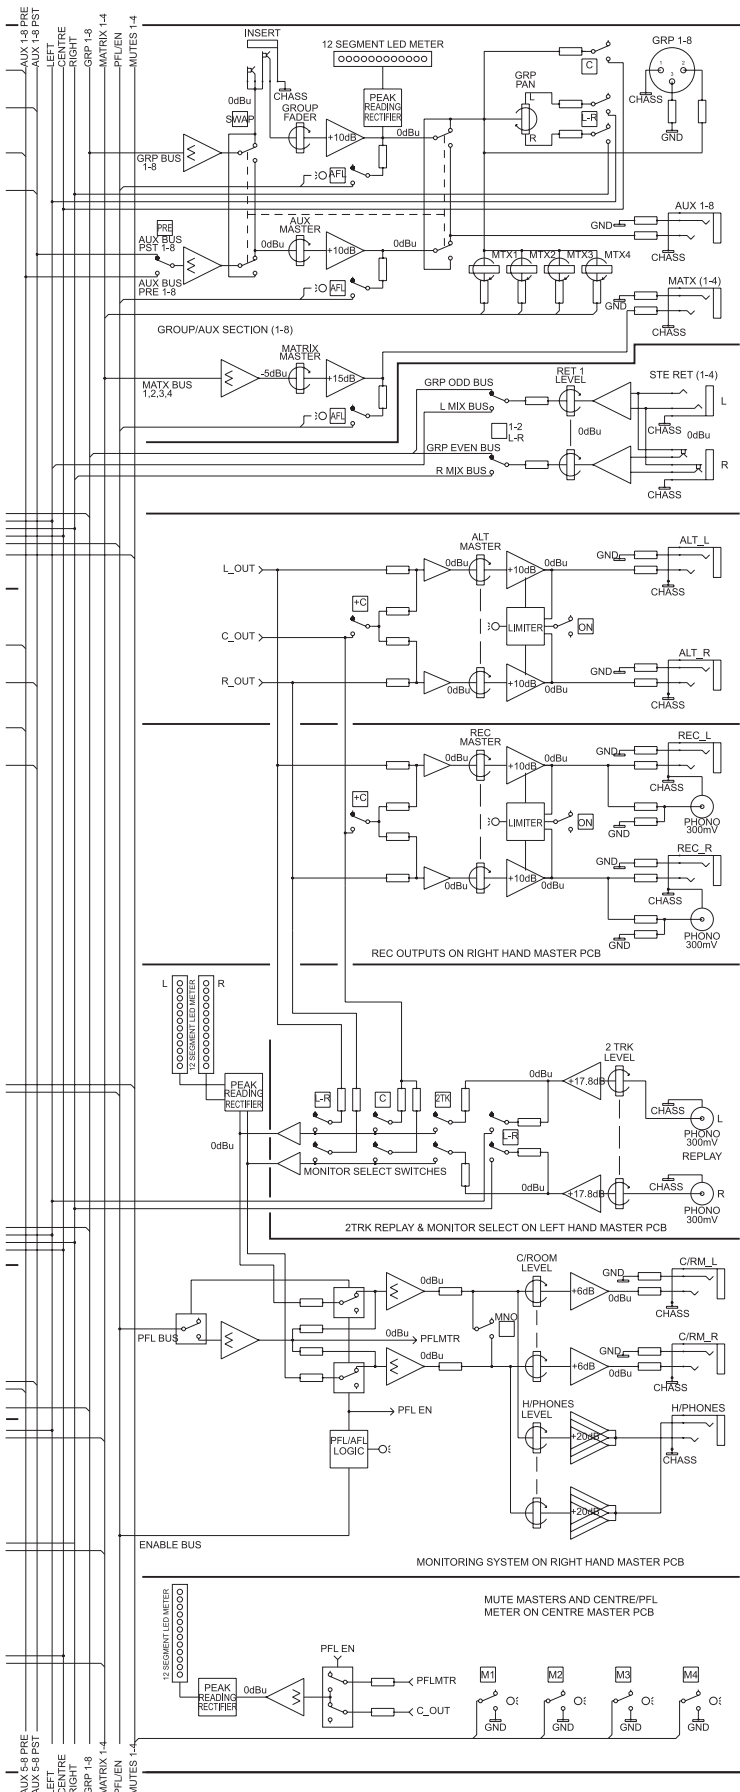 AUX 1-8 PRE
AUX 1-8 PST
LEFT
CENTRE
RIGHT
GRP 1-8
MATRIX 1-4
PFL/EN
MUTES 1-4
INSERT
12 SEGMENT LED METER
GRP 1-8
C
1
2
3
CHASS
0dBu
SWAP
GROUP
FADER
PEAK
READING
RECTIFIER
GRP
PAN
L
R
L-R
CHASS
GND
+10dB
0dBu
GRP BUS
1-8
AFL
PRE
AUX BUS
PST 1-8
AUX BUS
PRE 1-8
AUX
MASTER
0dBu
+10dB
0dBu
AFL
AUX 1-8
GND
CHASS
MTX1
MTX2
MTX3
MTX4
MATX (1-4)
GND
CHASS
GROUP/AUX SECTION (1-8)
MATRIX
MASTER
-5dBu
+15dB
MATX BUS
1,2,3,4
AFL
GRP ODD BUS
L MIX BUS
RET 1
LEVEL
STE RET (1-4)
L
CHASS
1-2
L-R
0dBu
0dBu
GRP EVEN BUS
R MIX BUS
R
CHASS
L_OUT
ALT
MASTER
0dBu
+10dB
0dBu
GND
ALT_L
CHASS
+C
C_OUT
LIMITER
ON
R_OUT
0dBu
+10dB
0dBu
GND
ALT_R
CHASS
REC
MASTER
0dBu
+10dB
0dBu
GND
REC_L
CHASS
+C
LIMITER
ON
GND
PHONO
300mV
REC_R
0dBu
+10dB
0dBu
GND
CHASS
GND
PHONO
300mV
REC OUTPUTS ON RIGHT HAND MASTER PCB
L
R
12 SEGMENT LED METER
PEAK
READING
RECTIFIER
0dBu
L-R
C
2TK
L-R
MONITOR SELECT SWITCHES
0dBu
+17.8dB
2 TRK
LEVEL
CHASS
L
PHONO
300mV
REPLAY
0dBu
+17.8dB
CHASS
R
PHONO
300mV
2TRK REPLAY & MONITOR SELECT ON LEFT HAND MASTER PCB
PFL BUS
0dBu
0dBu
PFLMTR
0dBu
MNO
C/ROOM
LEVEL
+6dB
0dBu
GND
C/RM_L
CHASS
+6dB
0dBu
GND
C/RM_R
CHASS
PFL EN
PFL/AFL
LOGIC
H/PHONES
LEVEL
+20dB
+20dB
H/PHONES
CHASS
ENABLE BUS
MONITORING SYSTEM ON RIGHT HAND MASTER PCB
12 SEGMENT LED METER
MUTE MASTERS AND CENTRE/PFL
METER ON CENTRE MASTER PCB
PFL EN
PEAK
READING
RECTIFIER
0dBu
PFLMTR
C_OUT
M1
M2
M3
M4
GND
GND
GND
GND
AUX 5-8 PRE
AUX 5-8 PST
LEFT
CENTRE
RIGHT
GRP 1-8
MATRIX 1-4
PFL/EN
MUTES 1-4